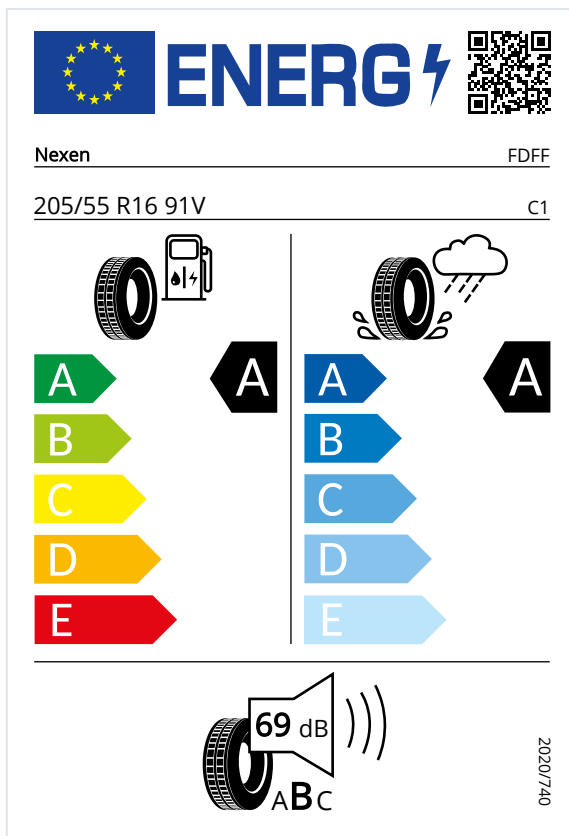 ENERG
Nexen FDFF
205/55 R16 91V C1
A A A A
B B
C C
D D
E E
69 dB
ABC
2020/740